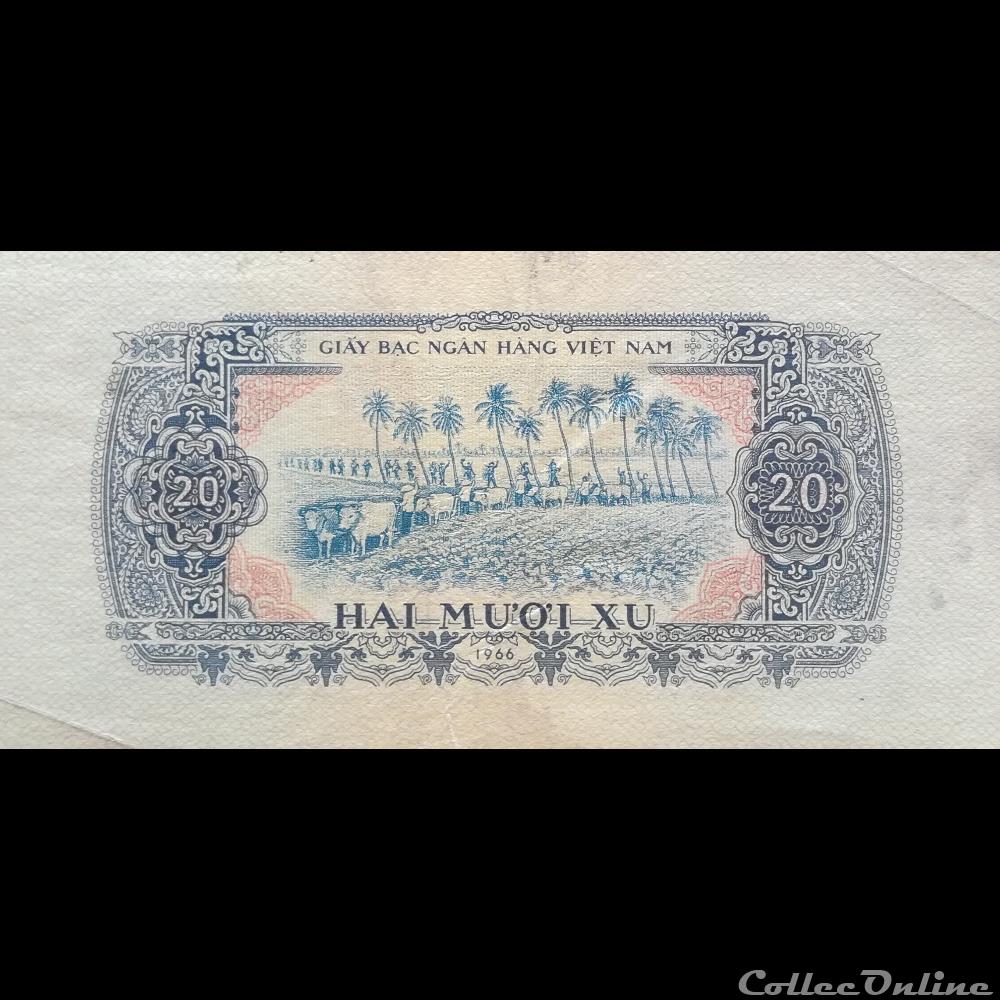 GIẤY BẠC NGÂN HÀNG VIỆT NAM
20 20
HAI MƯƠI XU
1966
CollecOnline